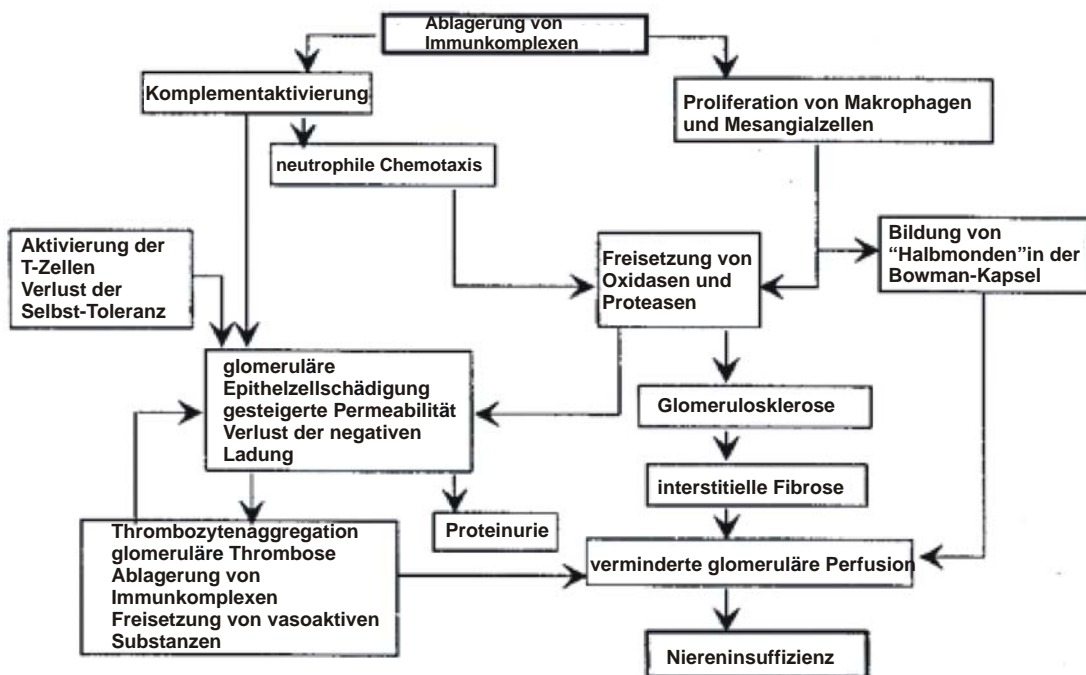 Ablagerung von
Immunkomplexen
Komplementaktivierung
Proliferation von Makrophagen
und Mesangialzellen
neutrophile Chemotaxis
Aktivierung der
T-Zellen
Verlust der
Selbst-Toleranz
Freisetzung von
Oxidasen und
Proteasen
Bildung von
“Halbmonden”in der
Bowman-Kapsel
glomeruläre
Epithelzellschädigung
gesteigerte Permeabilität
Verlust der negativen
Ladung
Glomerulosklerose
interstitielle Fibrose
Proteinurie
Thrombozytenaggregation
glomeruläre Thrombose
Ablagerung von
Immunkomplexen
Freisetzung von vasoaktiven
Substanzen
verminderte glomeruläre Perfusion
Niereninsuffizienz